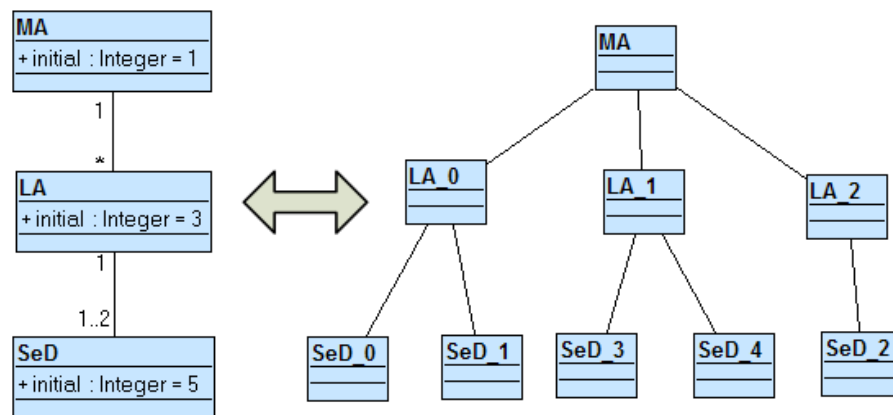 MA
+ initial : Integer = 1
1
*
LA
+ initial : Integer = 3
1
1..2
SeD
+ initial : Integer = 5
MA
LA_0
LA_1
LA_2
SeD_0
SeD_1
SeD_3
SeD_4
SeD_2